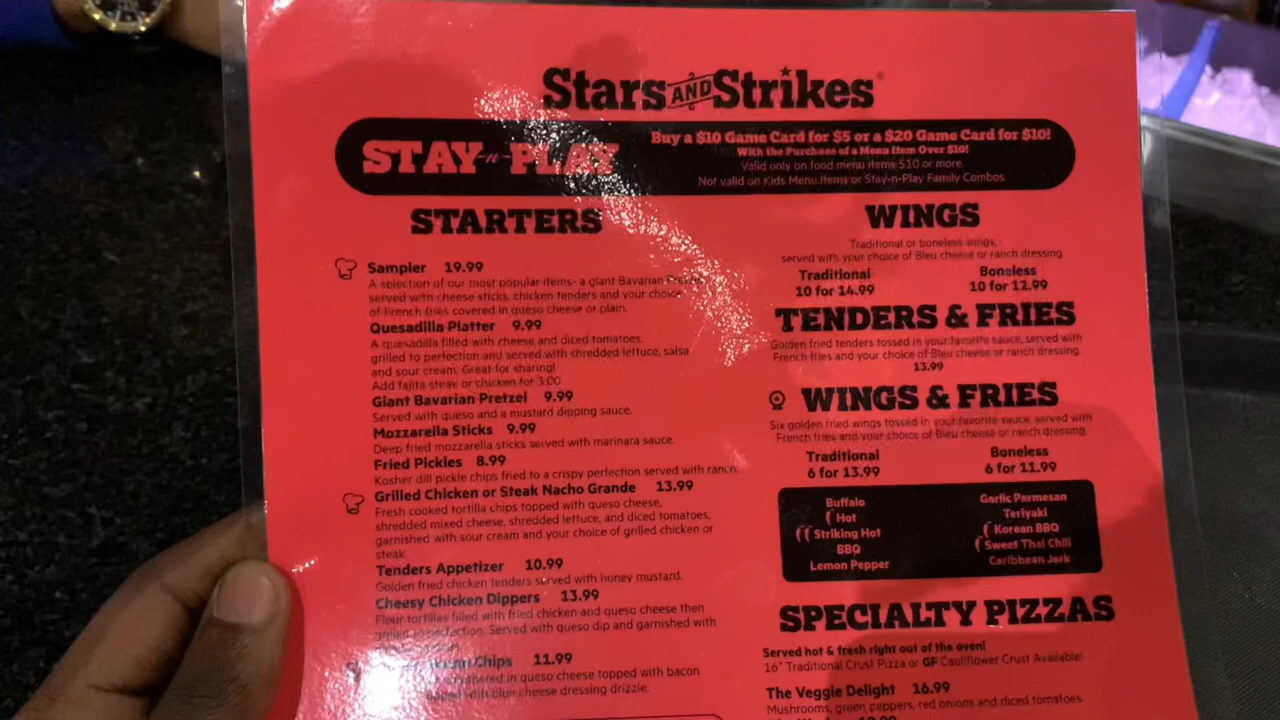 Stars AND Strikes®
STAY-n-PLAY
Buy a $10 Game Card for $5 or a $20 Game Card for $10!
With the Purchase of a Menu Item Over $10!
Valid only on food menu items $10 or more.
Not valid on Kids Menu items or Stay-n-Play Family Combos.
STARTERS
Sampler 19.99
A selection of our most popular items- a giant Bavarian Pretzel
served with cheese sticks, chicken tenders and your choice
of French fries covered in queso cheese or plain.
Quesadilla Platter 9.99
A quesadilla filled with cheese and diced tomatoes,
grilled to perfection and served with shredded lettuce, salsa
and sour cream. Great for sharing!
Add fajita steak or chicken for 3.00
Giant Bavarian Pretzel 9.99
Served with queso and a mustard dipping sauce.
Mozzarella Sticks 9.99
Deep fried mozzarella sticks served with marinara sauce.
Fried Pickles 8.99
Kosher dill pickle chips fried to a crispy perfection served with ranch.
Grilled Chicken or Steak Nacho Grande 13.99
Fresh cooked tortilla chips topped with queso cheese,
shredded mixed cheese, shredded lettuce, and diced tomatoes,
garnished with sour cream and your choice of grilled chicken or
steak.
Tenders Appetizer 10.99
Golden fried chicken tenders served with honey mustard.
Cheesy Chicken Dippers 13.99
Flour tortillas filled with fried chicken and queso cheese then
grilled to perfection. Served with queso dip and garnished with
Chips 11.99
in queso cheese topped with bacon
cheese dressing drizzle.
WINGS
Traditional or boneless wings,
served with your choice of Bleu cheese or ranch dressing.
Traditional
10 for 14.99
Boneless
10 for 12.99
TENDERS & FRIES
Golden fried tenders tossed in your favorite sauce, served with
French fries and your choice of Bleu cheese or ranch dressing.
13.99
WINGS & FRIES
Six golden fried wings tossed in your favorite sauce served with
French fries and your choice of Bleu cheese or ranch dressing.
Traditional
6 for 13.99
Boneless
6 for 11.99
Buffalo
Hot
Striking Hot
BBQ
Lemon Pepper
Garlic Parmesan
Teriyaki
Korean BBQ
Sweet Thai Chili
Caribbean Jerk
SPECIALTY PIZZAS
Served hot & fresh right out of the oven!
16" Traditional Crust Pizza or GF Cauliflower Crust Available!
The Veggie Delight 16.99
Mushrooms, green peppers, red onions and diced tomatoes.